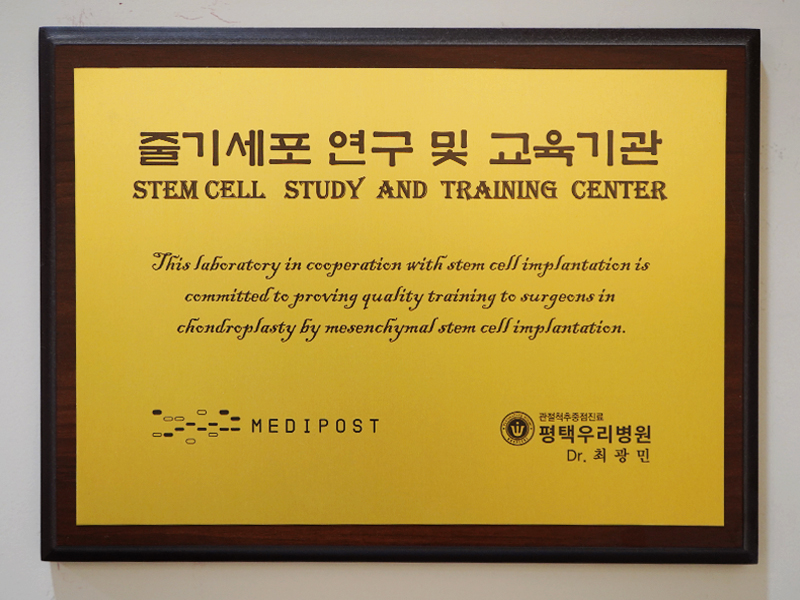 줄기세포 연구 및 교육기관
STEM CELL STUDY AND TRAINING CENTER
This laboratory in cooperation with stem cell implantation is
committed to proving quality training to surgeons in
chondroplasty by mesenchymal stem cell implantation.
MEDIPOST
관절척추중점진료
평택우리병원
Dr. 최광민